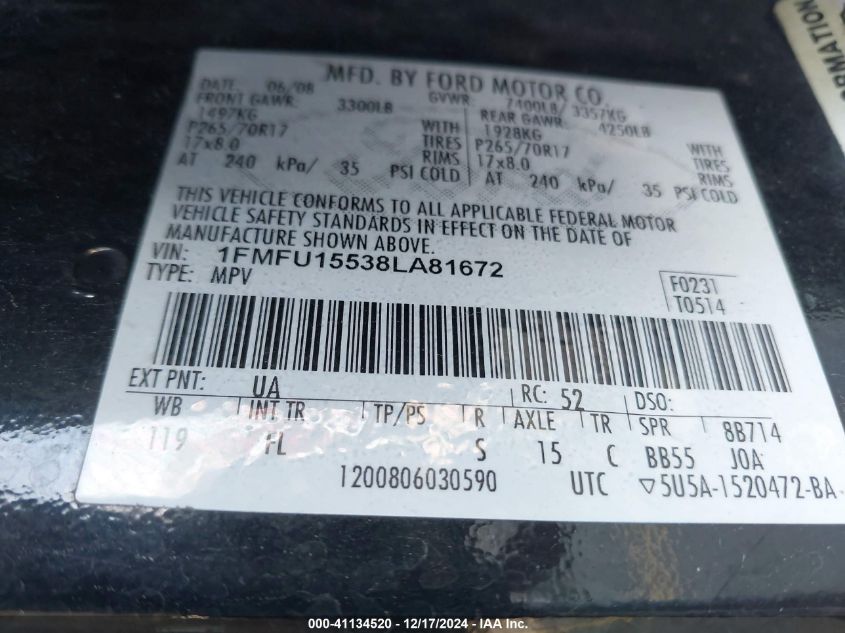 RMATION
MFD. BY FORD MOTOR CO.
DATE: 06/08 GVWR: 7400LB/ 3357KG
FRONT GAWR: 3300LB REAR GAWR: 4250LB
1497KG WITH 1928KG WITH
P265/70R17 TIRES P265/70R17 TIRES
17x8.0 RIMS 17x8.0 RIMS
AT 240 kPa/ 35 PSI COLD AT 240 kPa/ 35 PSI COLD
THIS VEHICLE CONFORMS TO ALL APPLICABLE FEDERAL MOTOR
VEHICLE SAFETY STANDARDS IN EFFECT ON THE DATE OF
MANUFACTURE SHOWN ABOVE.
VIN: 1FMFU15538LA81672
TYPE: MPV
F0231
T0514
EXT PNT: UA RC: 52 DSO:
WB INT TR TP/PS R AXLE TR SPR 8B714
119 FL S 15 C BB55 JOA
1200806030590 UTC ▽5U5A-1520472-BA
000-41134520 - 12/17/2024 - IAA Inc.